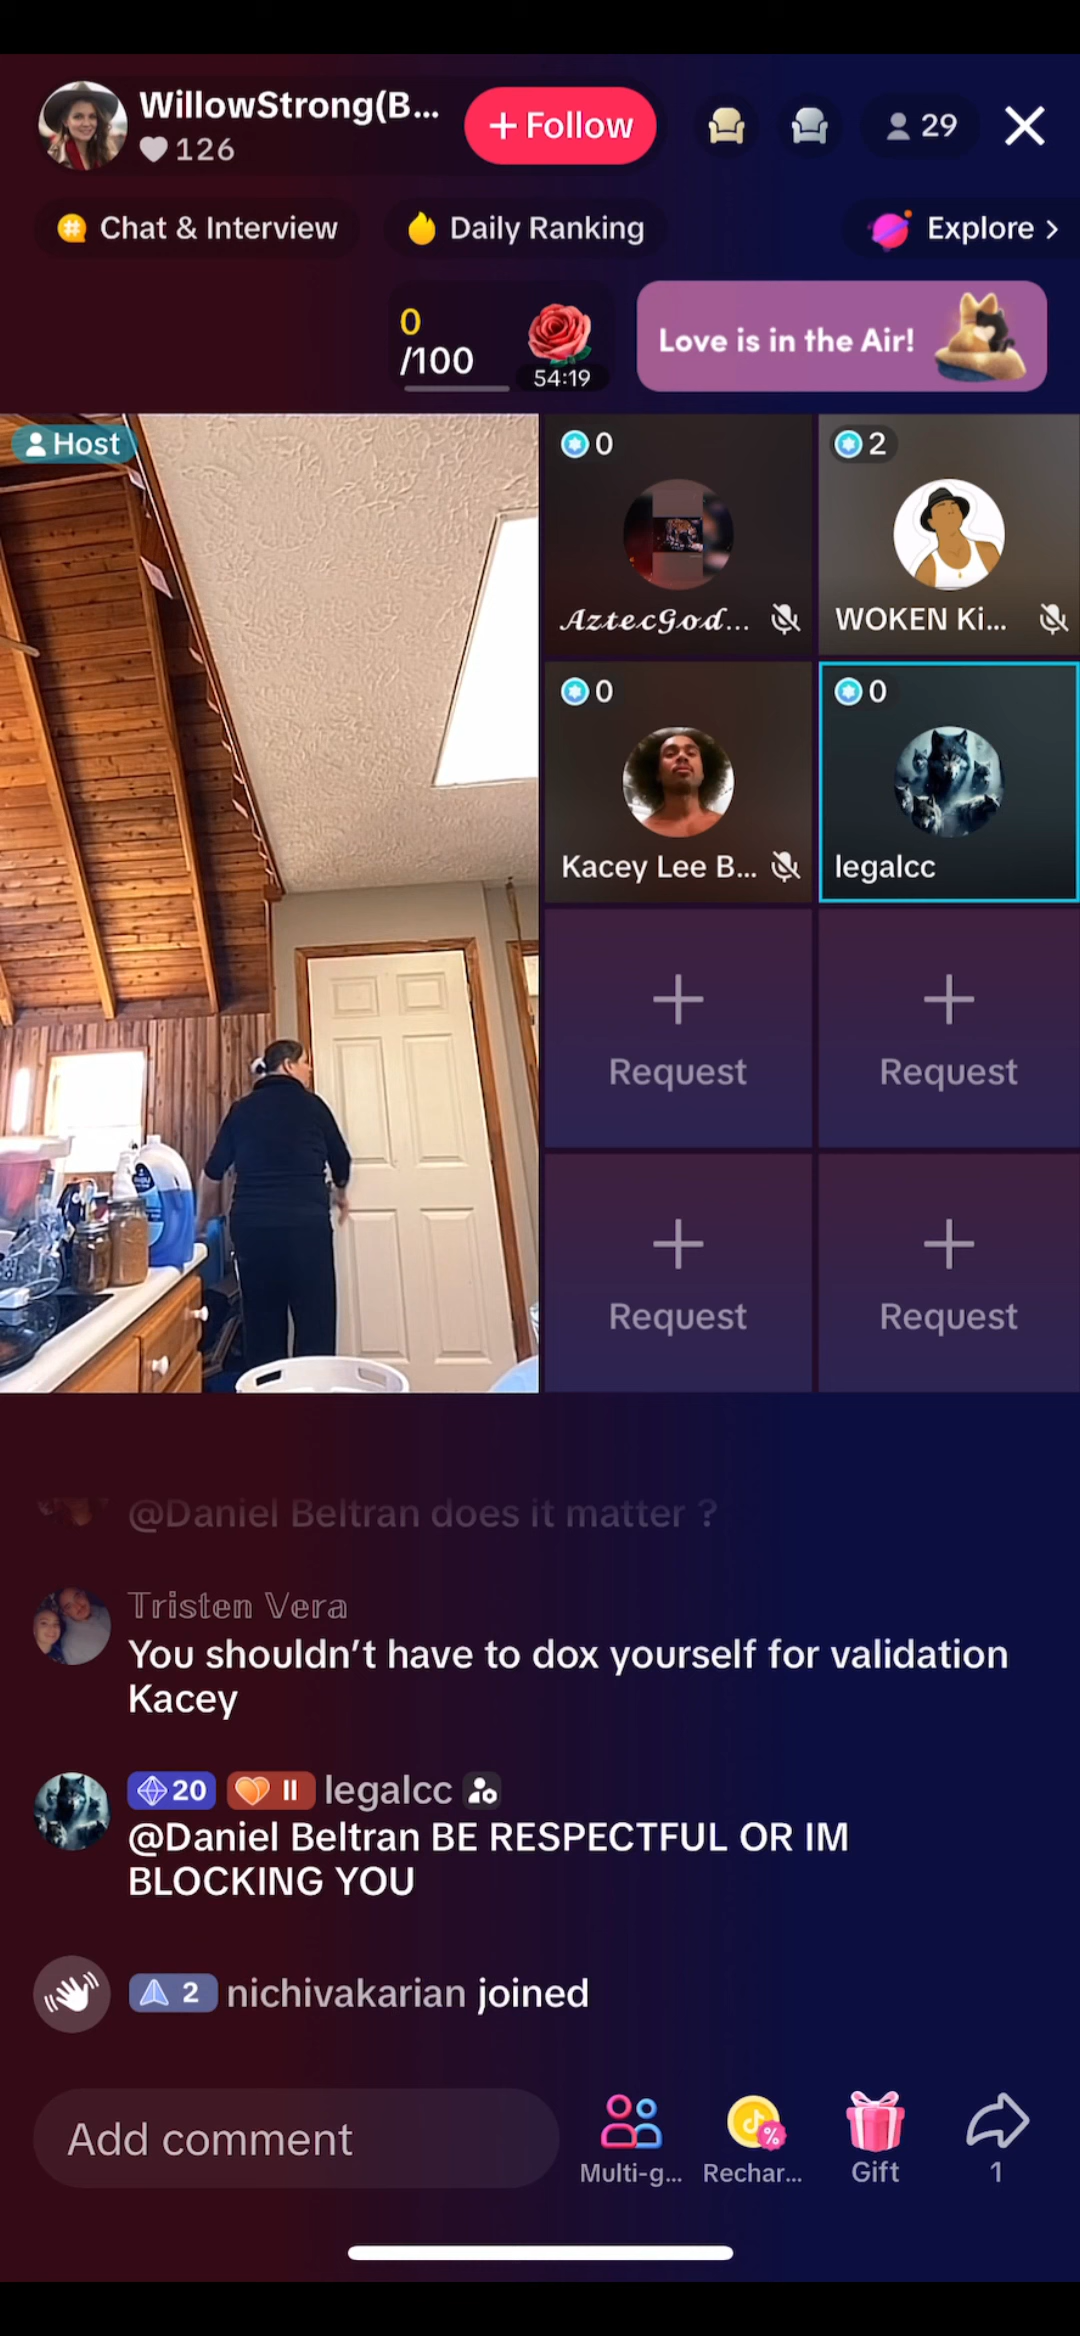 WillowStrong(B...
126
+ Follow
29
Chat & Interview
Daily Ranking
Explore >
0
/100
54:19
Love is in the Air!
Host
0
2
𝓐𝔃𝓽𝓮𝓬𝓖𝓸𝓭...
WOKEN Ki...
0
0
Kacey Lee B...
legalcc
Request
Request
Request
Request
@Daniel Beltran does it matter ?
𝕋𝕣𝕚𝕤𝕥𝕖𝕟 𝕍𝕖𝕣𝕒
You shouldn’t have to dox yourself for validation
Kacey
20 II legalcc
@Daniel Beltran BE RESPECTFUL OR IM
BLOCKING YOU
2 nichivakarian joined
Add comment
Multi-g...
Rechar...
Gift
1